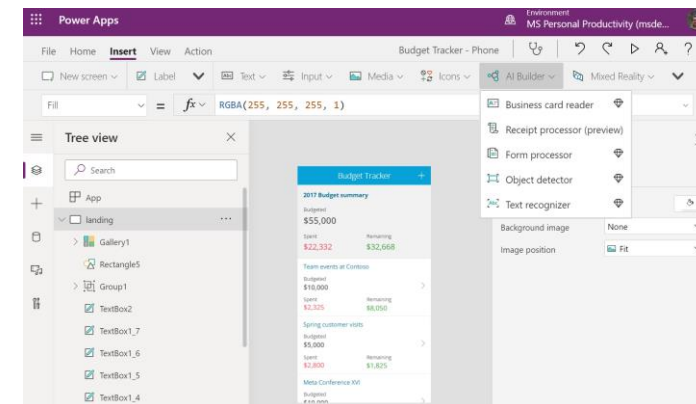 Power Apps
Environment
MS Personal Productivity (msde...
File Home Insert View Action
Budget Tracker - Phone
New screen
Label
Text
Input
Media
Icons
AI Builder
Mixed Reality
Fill
=
fx
RGBA(255, 255, 255, 1)
Business card reader
Receipt processor (preview)
Form processor
Object detector
Text recognizer
Tree view
Search
App
landing
Gallery1
Rectangle5
Group1
TextBox2
TextBox1_7
TextBox1_6
TextBox1_5
TextBox1_4
Budget Tracker
2017 Budget summary
Budgeted
$55,000
Spent Remaining
$22,332 $32,668
Team events at Contoso
Budgeted
$10,000
Spent Remaining
$2,325 $8,050
Spring customer visits
Budgeted
$5,000
Spent Remaining
$2,800 $1,825
Meta Conference XVI
Budgeted
$10,000
Background image None
Image position Fit